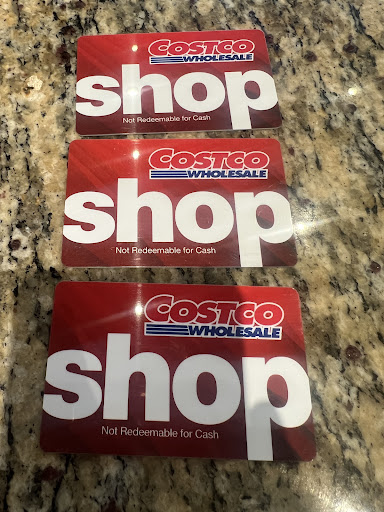 COSTCO
WHOLESALE
shop
Not Redeemable for Cash
COSTCO
WHOLESALE
shop
Not Redeemable for Cash
COSTCO
WHOLESALE
shop
Not Redeemable for Cash